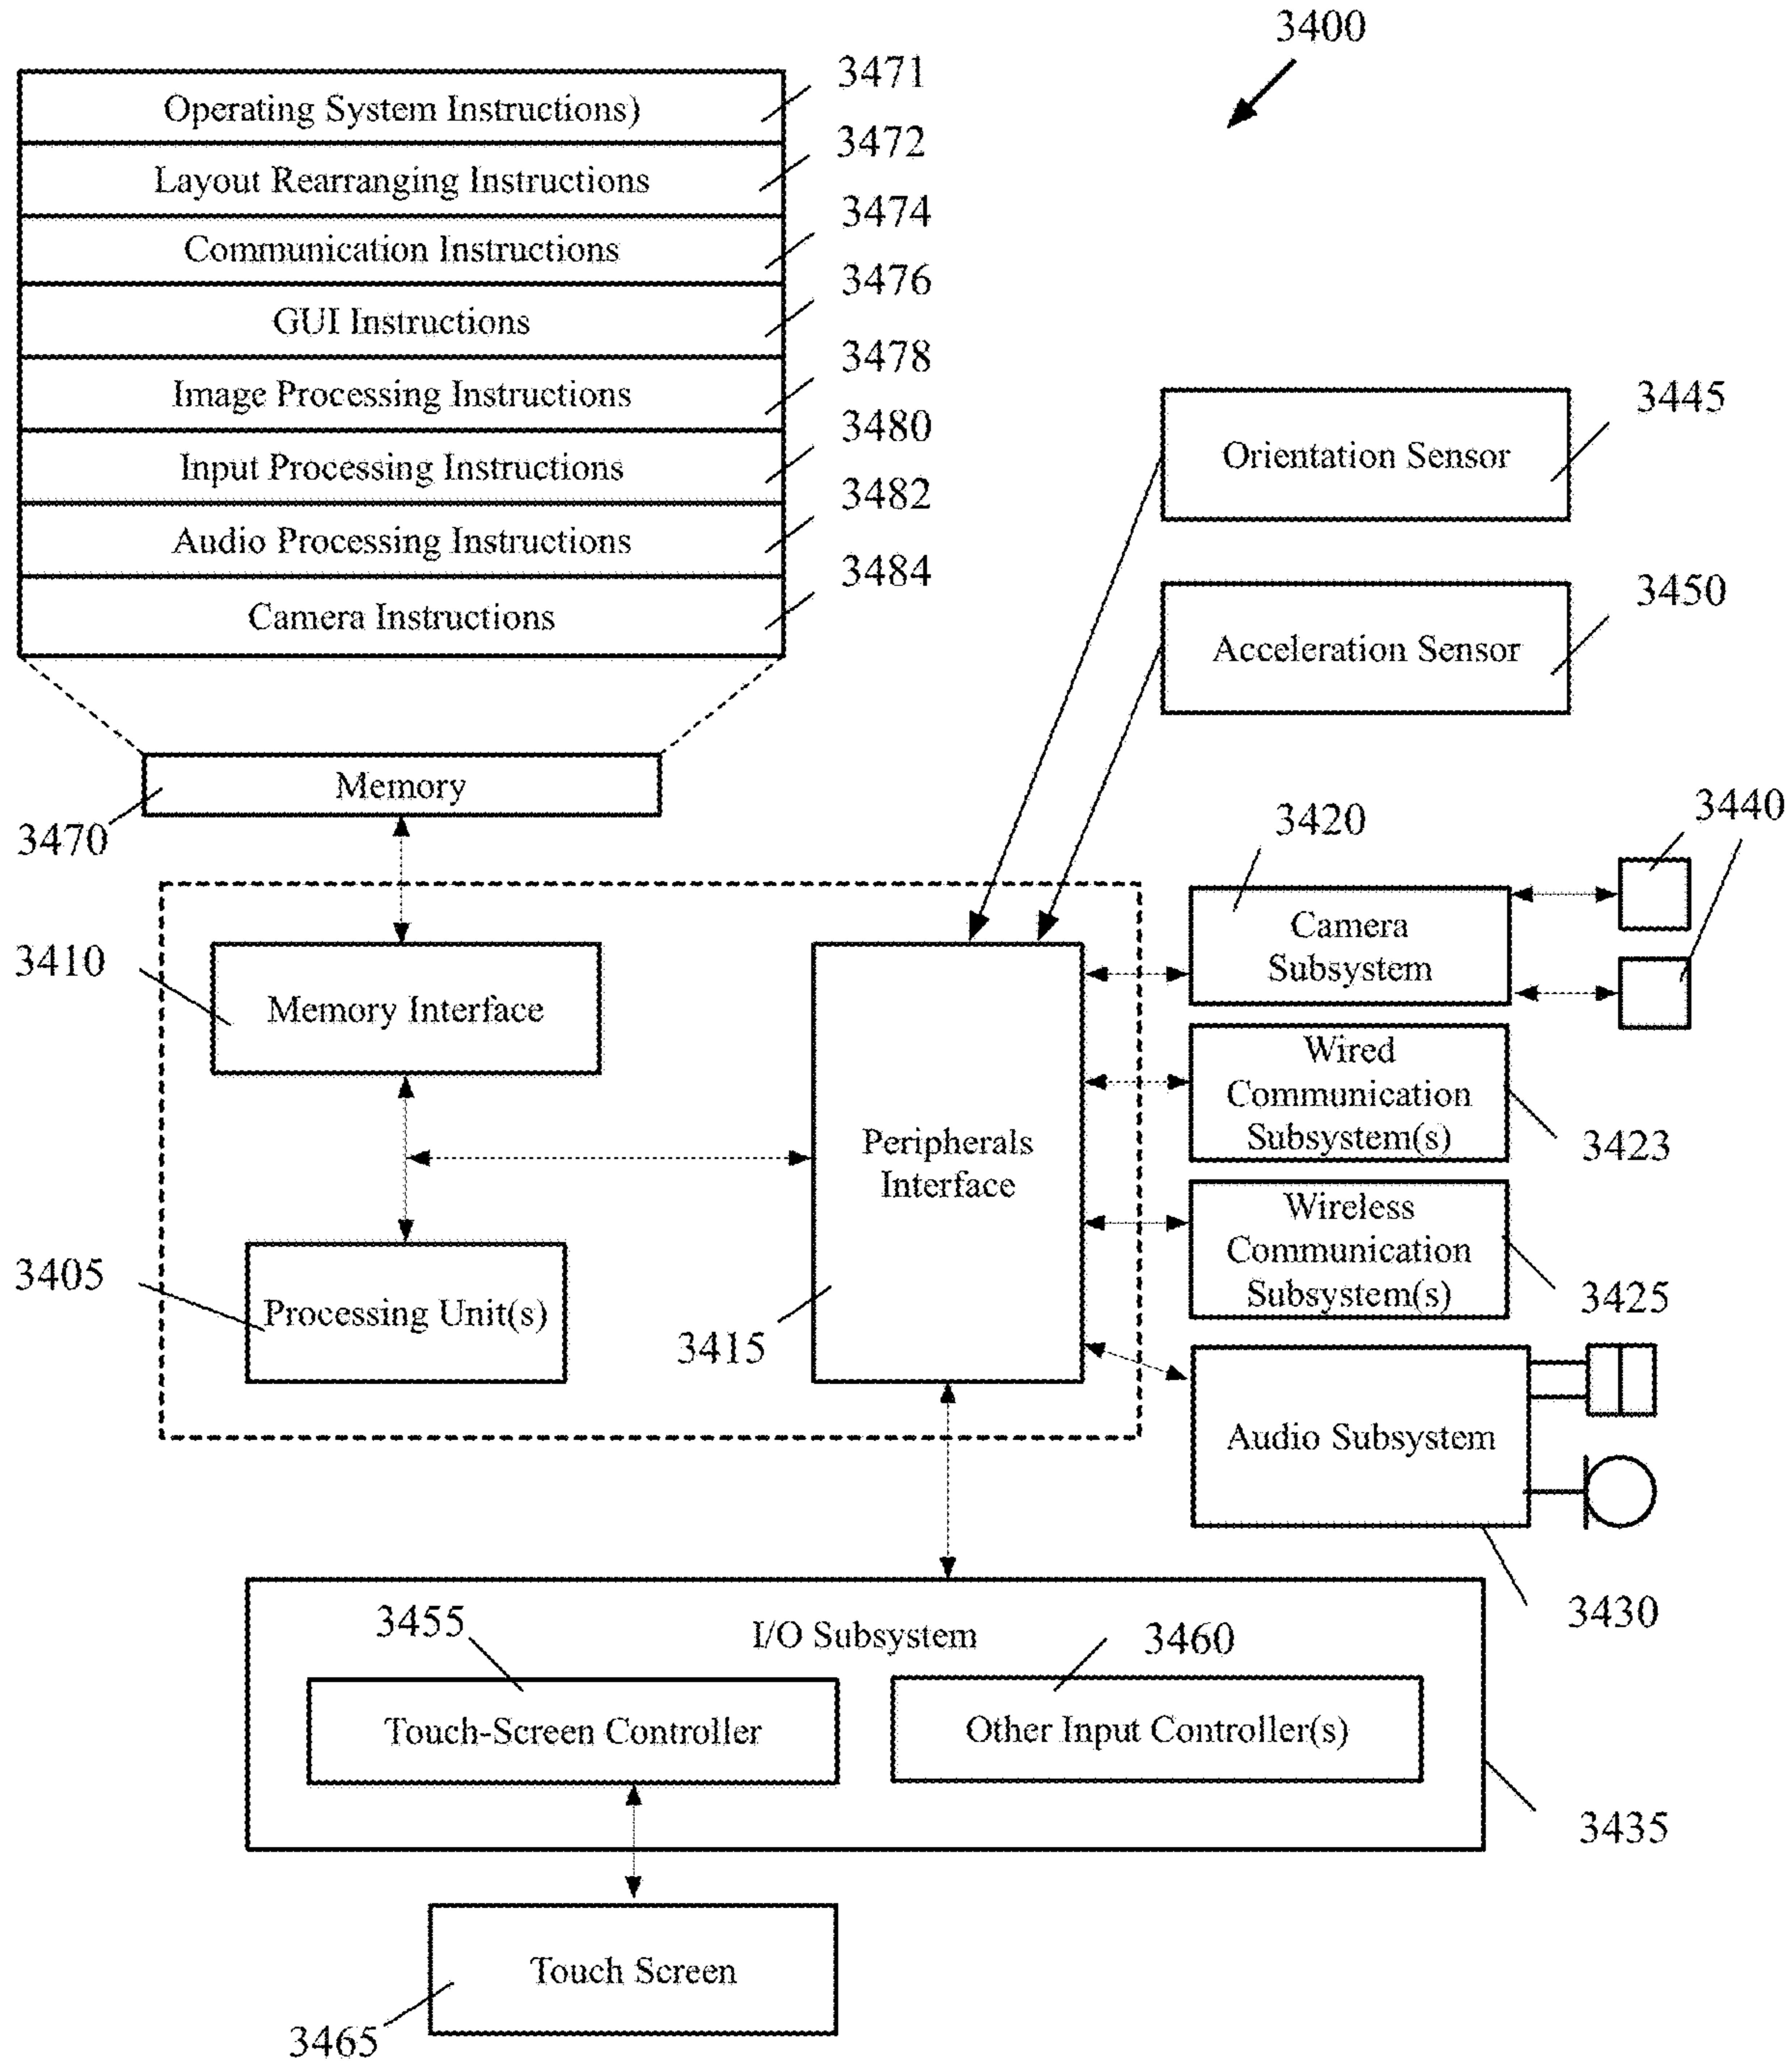 3400
Operating System Instructions)
3471
Layout Rearranging Instructions
3472
Communication Instructions
3474
GUI Instructions
3476
Image Processing Instructions
3478
Input Processing Instructions
3480
Audio Processing Instructions
3482
Camera Instructions
3484
Orientation Sensor
3445
Acceleration Sensor
3450
Memory
3470
3420
3440
Camera
Subsystem
3410
Memory Interface
Wired
Communication
Subsystem(s)
3423
Peripherals
Interface
3415
Wireless
Communication
Subsystem(s)
3425
3405
Processing Unit(s)
Audio Subsystem
3430
I/O Subsystem
3455
3460
Touch-Screen Controller
Other Input Controller(s)
3435
Touch Screen
3465